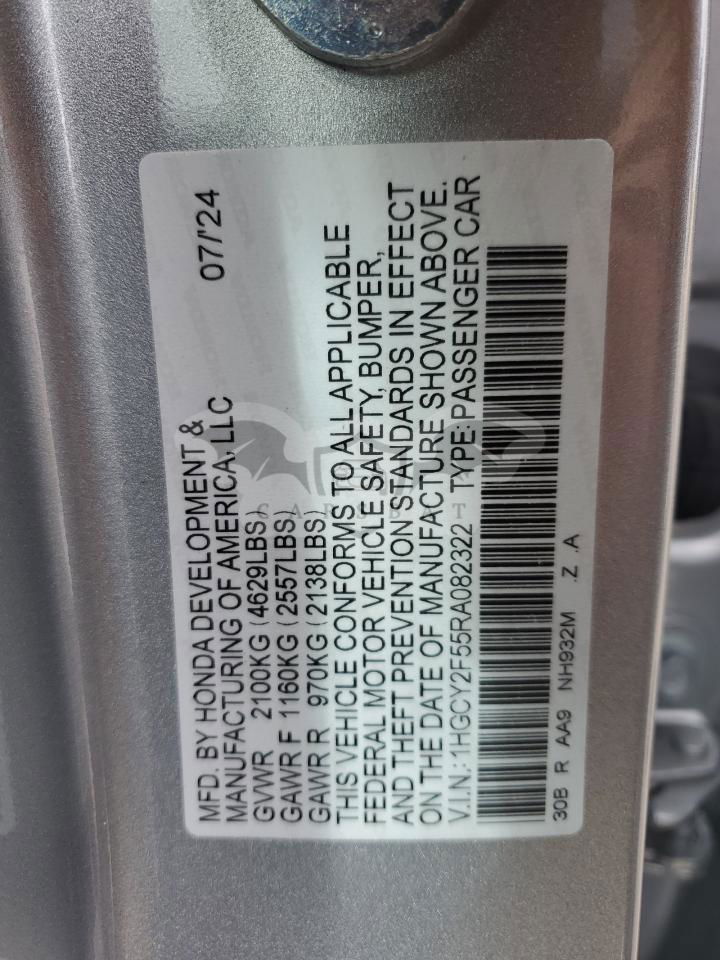 MFD. BY HONDA DEVELOPMENT &
MANUFACTURING OF AMERICA, LLC
07/'24
GVWR 2100KG (4629LBS)
GAWR F 1160KG (2557LBS)
GAWR R 970KG (2138LBS)
THIS VEHICLE CONFORMS TO ALL APPLICABLE
FEDERAL MOTOR VEHICLE SAFETY, BUMPER,
AND THEFT PREVENTION STANDARDS IN EFFECT
ON THE DATE OF MANUFACTURE SHOWN ABOVE.
V.I.N.: 1HGCY2F55RA082322 TYPE: PASSENGER CAR
30B R AA9 NH932M .Z .A